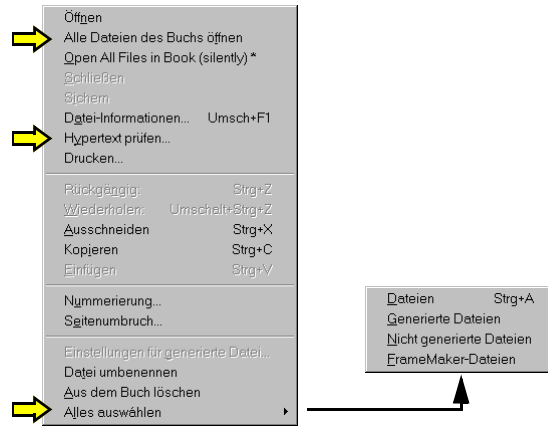 Öffnen
Alle Dateien des Buchs öffnen
Open All Files in Book (silently) *
Schließen
Sichern
Datei-Informationen... Umsch+F1
Hypertext prüfen...
Drucken...
Rückgängig: Strg+Z
Wiederholen: Umschalt+Strg+Z
Ausschneiden Strg+X
Kopieren Strg+C
Einfügen Strg+V
Nummerierung...
Seitenumbruch...
Einstellungen für generierte Datei...
Datei umbenennen
Aus dem Buch löschen
Alles auswählen
Dateien Strg+A
Generierte Dateien
Nicht generierte Dateien
FrameMaker-Dateien